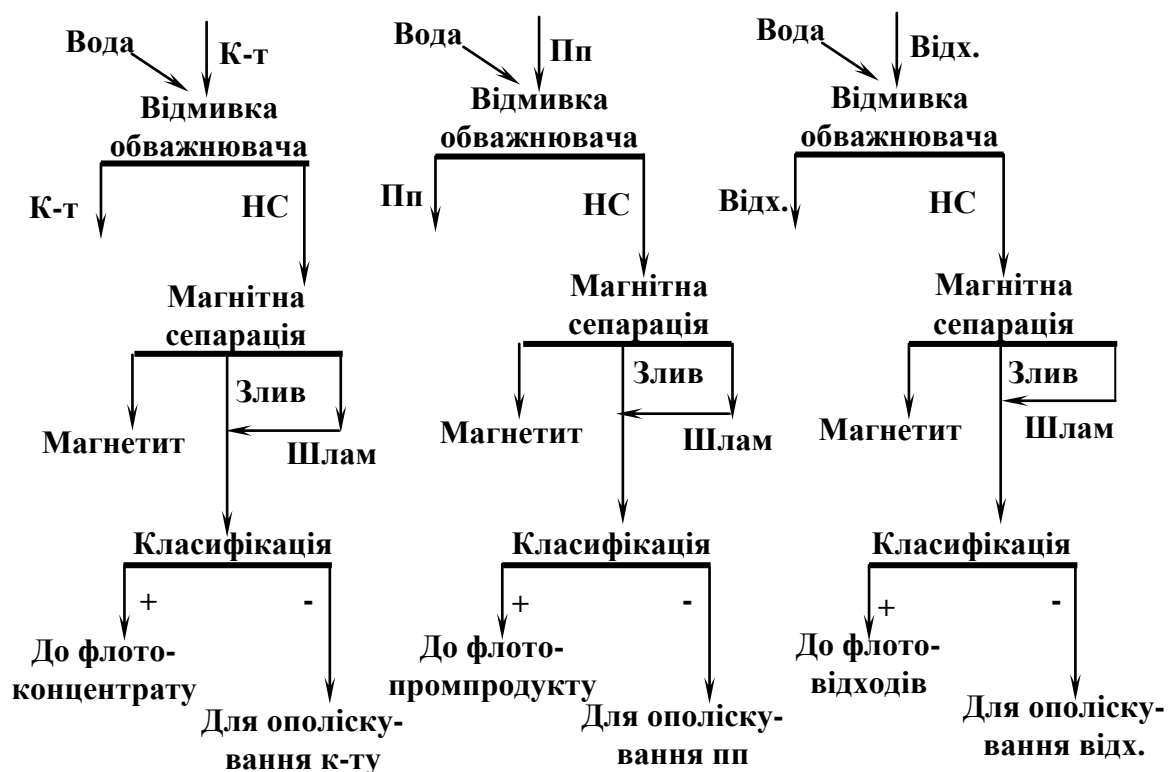 Вода
К-т
Відмивка
обважнювача
К-т
НС
Магнітна
сепарація
Злив
Магнетит
Шлам
Класифікація
+
-
До флото-
концентрату
Для ополіску-
вання к-ту
Вода
Пп
Відмивка
обважнювача
Пп
НС
Магнітна
сепарація
Злив
Магнетит
Шлам
Класифікація
+
-
До флото-
промпродукту
Для ополіску-
вання пп
Вода
Відх.
Відмивка
обважнювача
Відх.
НС
Магнітна
сепарація
Злив
Магнетит
Шлам
Класифікація
+
-
До флото-
відходів
Для ополіску-
вання відх.